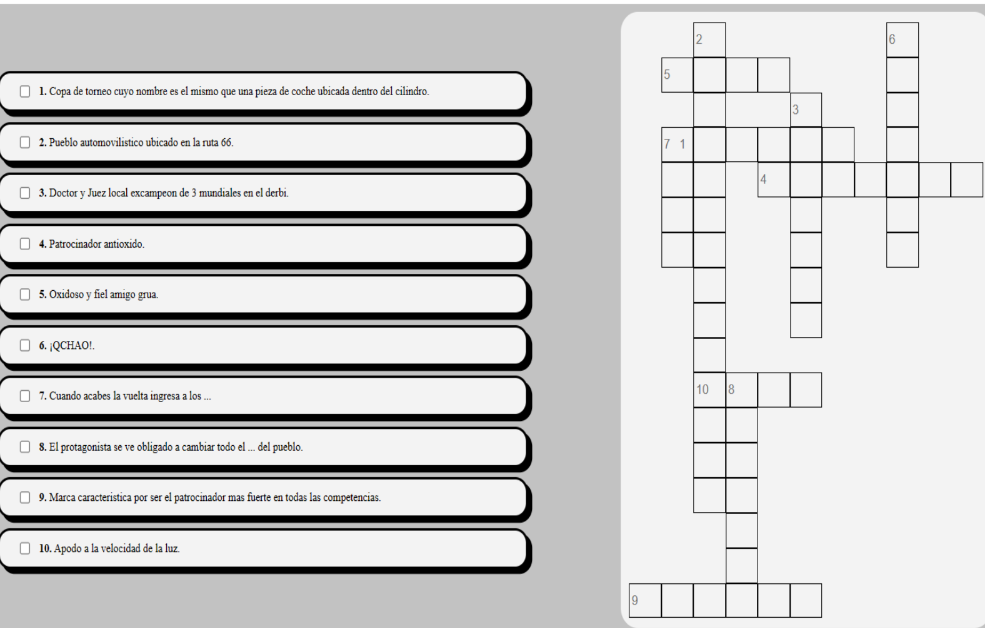 1. Copa de torneo cuyo nombre es el mismo que una pieza de coche ubicada dentro del cilindro.
2. Pueblo automovilistico ubicado en la ruta 66.
3. Doctor y Juez local excampeon de 3 mundiales en el derbi.
4. Patrocinador antioxido.
5. Oxidoso y fiel amigo grua.
6. ¡QCHAO!.
7. Cuando acabes la vuelta ingresa a los ...
8. El protagonista se ve obligado a cambiar todo el ... del pueblo.
9. Marca caracteristica por ser el patrocinador mas fuerte en todas las competencias.
10. Apodo a la velocidad de la luz.
2 6
5
3
7 1
4
10 8
9